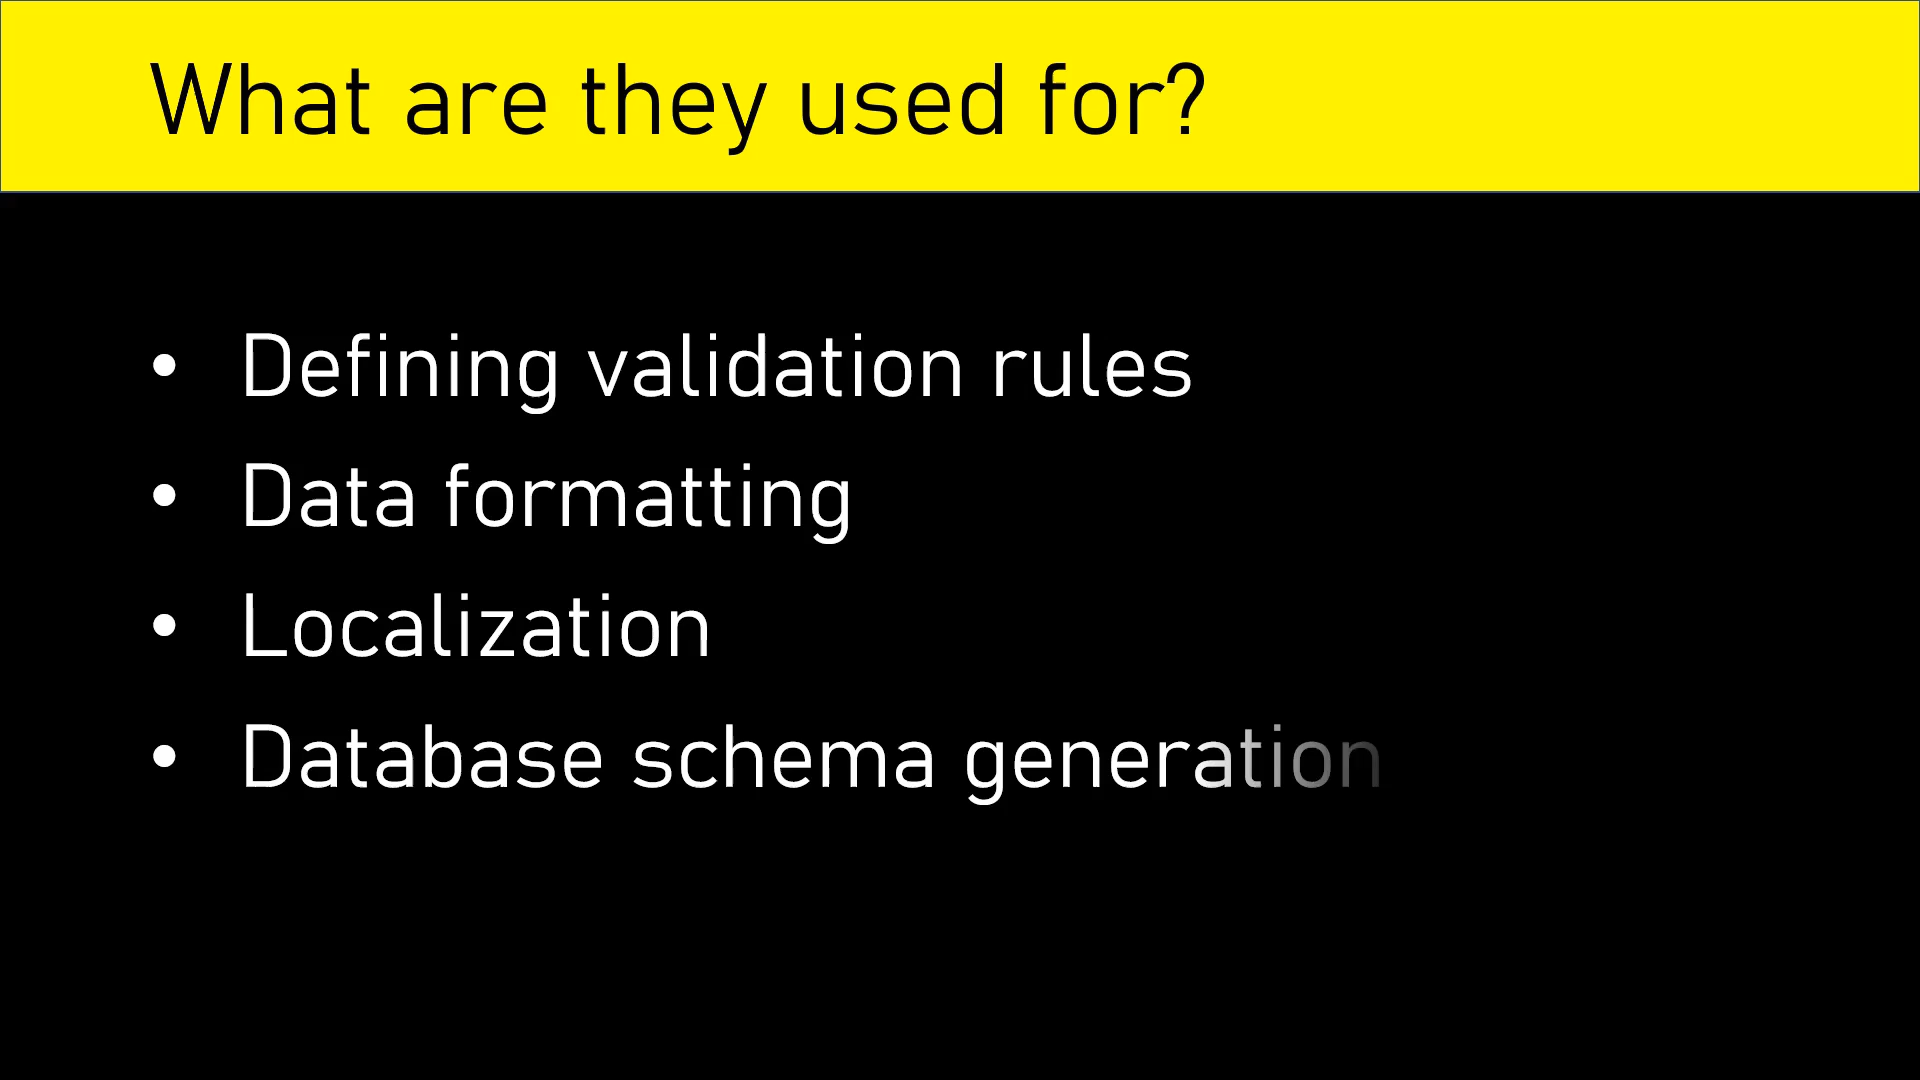 What are they used for?
• Defining validation rules
• Data formatting
• Localization
• Database schema generation